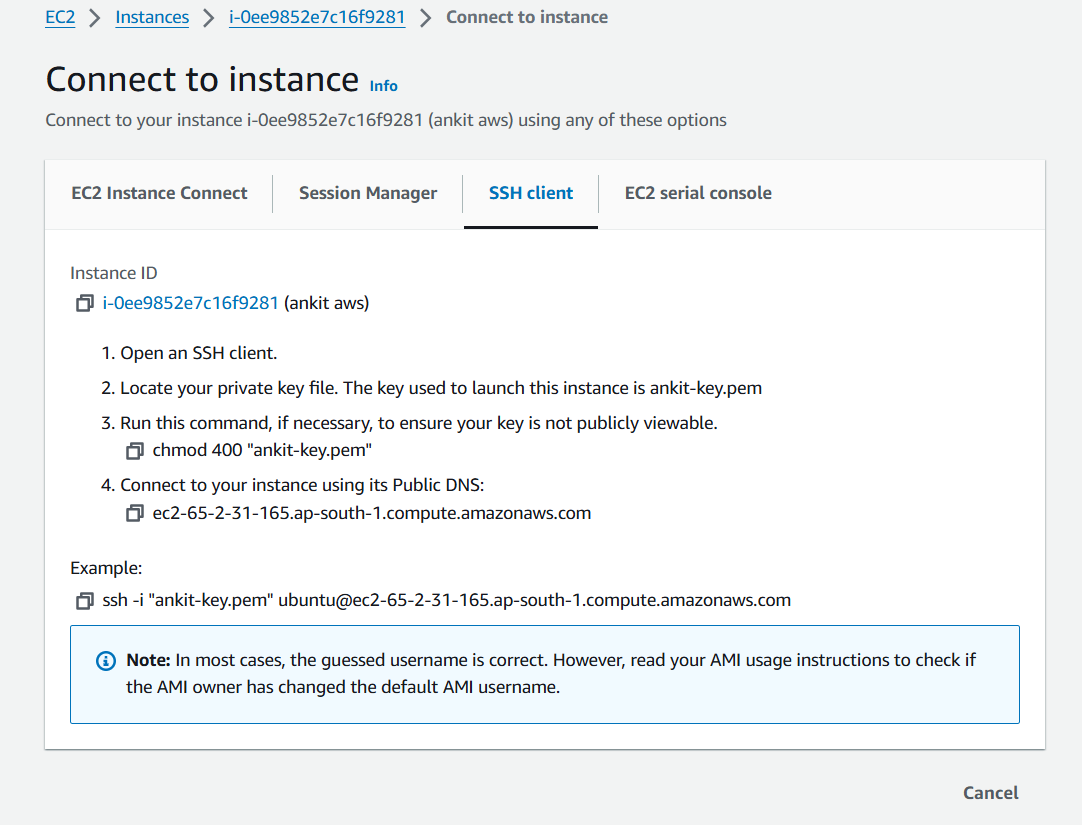 EC2 > Instances > i-0ee9852e7c16f9281 > Connect to instance
Connect to instance Info
Connect to your instance i-0ee9852e7c16f9281 (ankit aws) using any of these options
EC2 Instance Connect Session Manager SSH client EC2 serial console
Instance ID
i-0ee9852e7c16f9281 (ankit aws)
1. Open an SSH client.
2. Locate your private key file. The key used to launch this instance is ankit-key.pem
3. Run this command, if necessary, to ensure your key is not publicly viewable.
chmod 400 "ankit-key.pem"
4. Connect to your instance using its Public DNS:
ec2-65-2-31-165.ap-south-1.compute.amazonaws.com
Example:
ssh -i "ankit-key.pem" ubuntu@ec2-65-2-31-165.ap-south-1.compute.amazonaws.com
Note: In most cases, the guessed username is correct. However, read your AMI usage instructions to check if
the AMI owner has changed the default AMI username.
Cancel